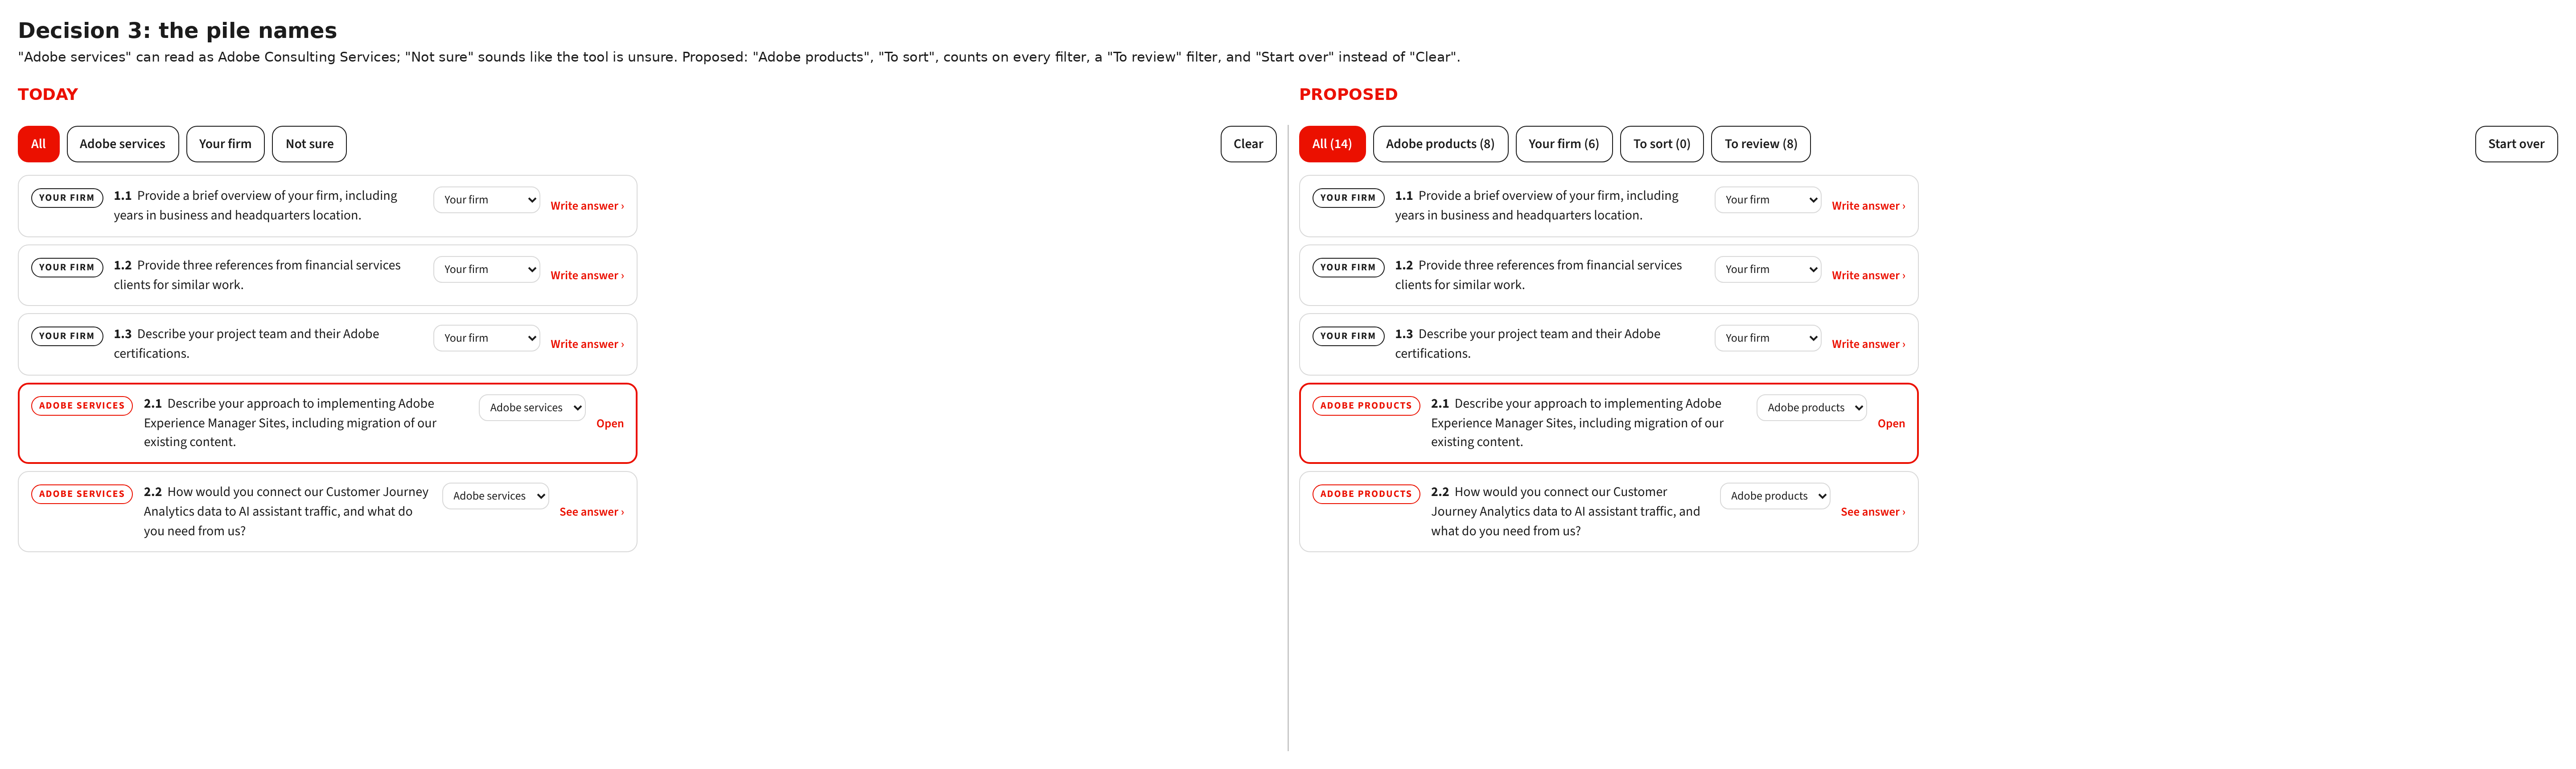 Decision 3: the pile names
"Adobe services" can read as Adobe Consulting Services; "Not sure" sounds like the tool is unsure. Proposed: "Adobe products", "To sort", counts on every filter, a "To review" filter, and "Start over" instead of "Clear".
TODAY
All
Adobe services
Your firm
Not sure
Clear
YOUR FIRM
1.1 Provide a brief overview of your firm, including
years in business and headquarters location.
Your firm
Write answer ›
YOUR FIRM
1.2 Provide three references from financial services
clients for similar work.
Your firm
Write answer ›
YOUR FIRM
1.3 Describe your project team and their Adobe
certifications.
Your firm
Write answer ›
ADOBE SERVICES
2.1 Describe your approach to implementing Adobe
Experience Manager Sites, including migration of our
existing content.
Adobe services
Open
ADOBE SERVICES
2.2 How would you connect our Customer Journey
Analytics data to AI assistant traffic, and what do
you need from us?
Adobe services
See answer ›
PROPOSED
All (14)
Adobe products (8)
Your firm (6)
To sort (0)
To review (8)
Start over
YOUR FIRM
1.1 Provide a brief overview of your firm, including
years in business and headquarters location.
Your firm
Write answer ›
YOUR FIRM
1.2 Provide three references from financial services
clients for similar work.
Your firm
Write answer ›
YOUR FIRM
1.3 Describe your project team and their Adobe
certifications.
Your firm
Write answer ›
ADOBE PRODUCTS
2.1 Describe your approach to implementing Adobe
Experience Manager Sites, including migration of our
existing content.
Adobe products
Open
ADOBE PRODUCTS
2.2 How would you connect our Customer
Journey Analytics data to AI assistant traffic, and
what do you need from us?
Adobe products
See answer ›